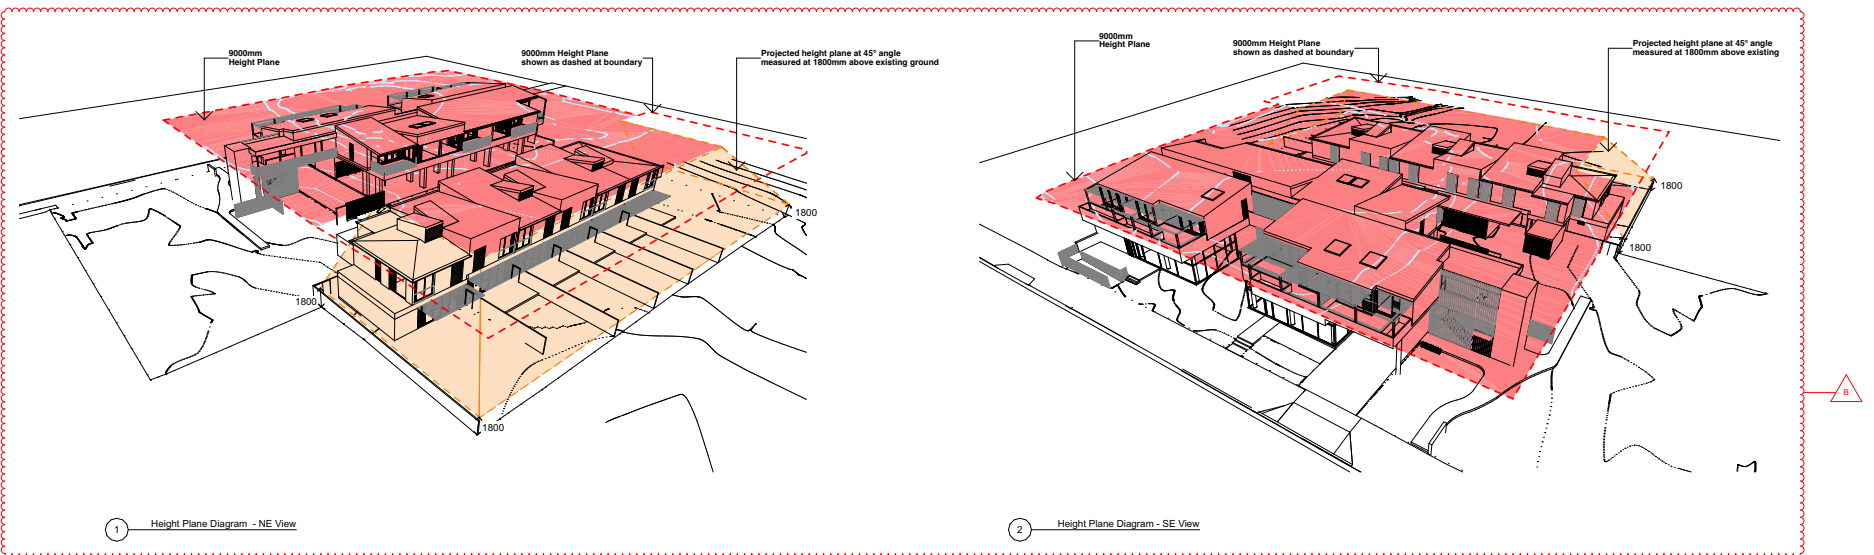 9000mm
Height Plane
9000mm Height Plane
shown as dashed at boundary
Projected height plane at 45° angle
measured at 1800mm above existing ground
1800
1800
1800
1 Height Plane Diagram - NE View
9000mm
Height Plane
9000mm Height Plane
shown as dashed at boundary
Projected height plane at 45° angle
measured at 1800mm above existing
1800
1800
2 Height Plane Diagram - SE View
B